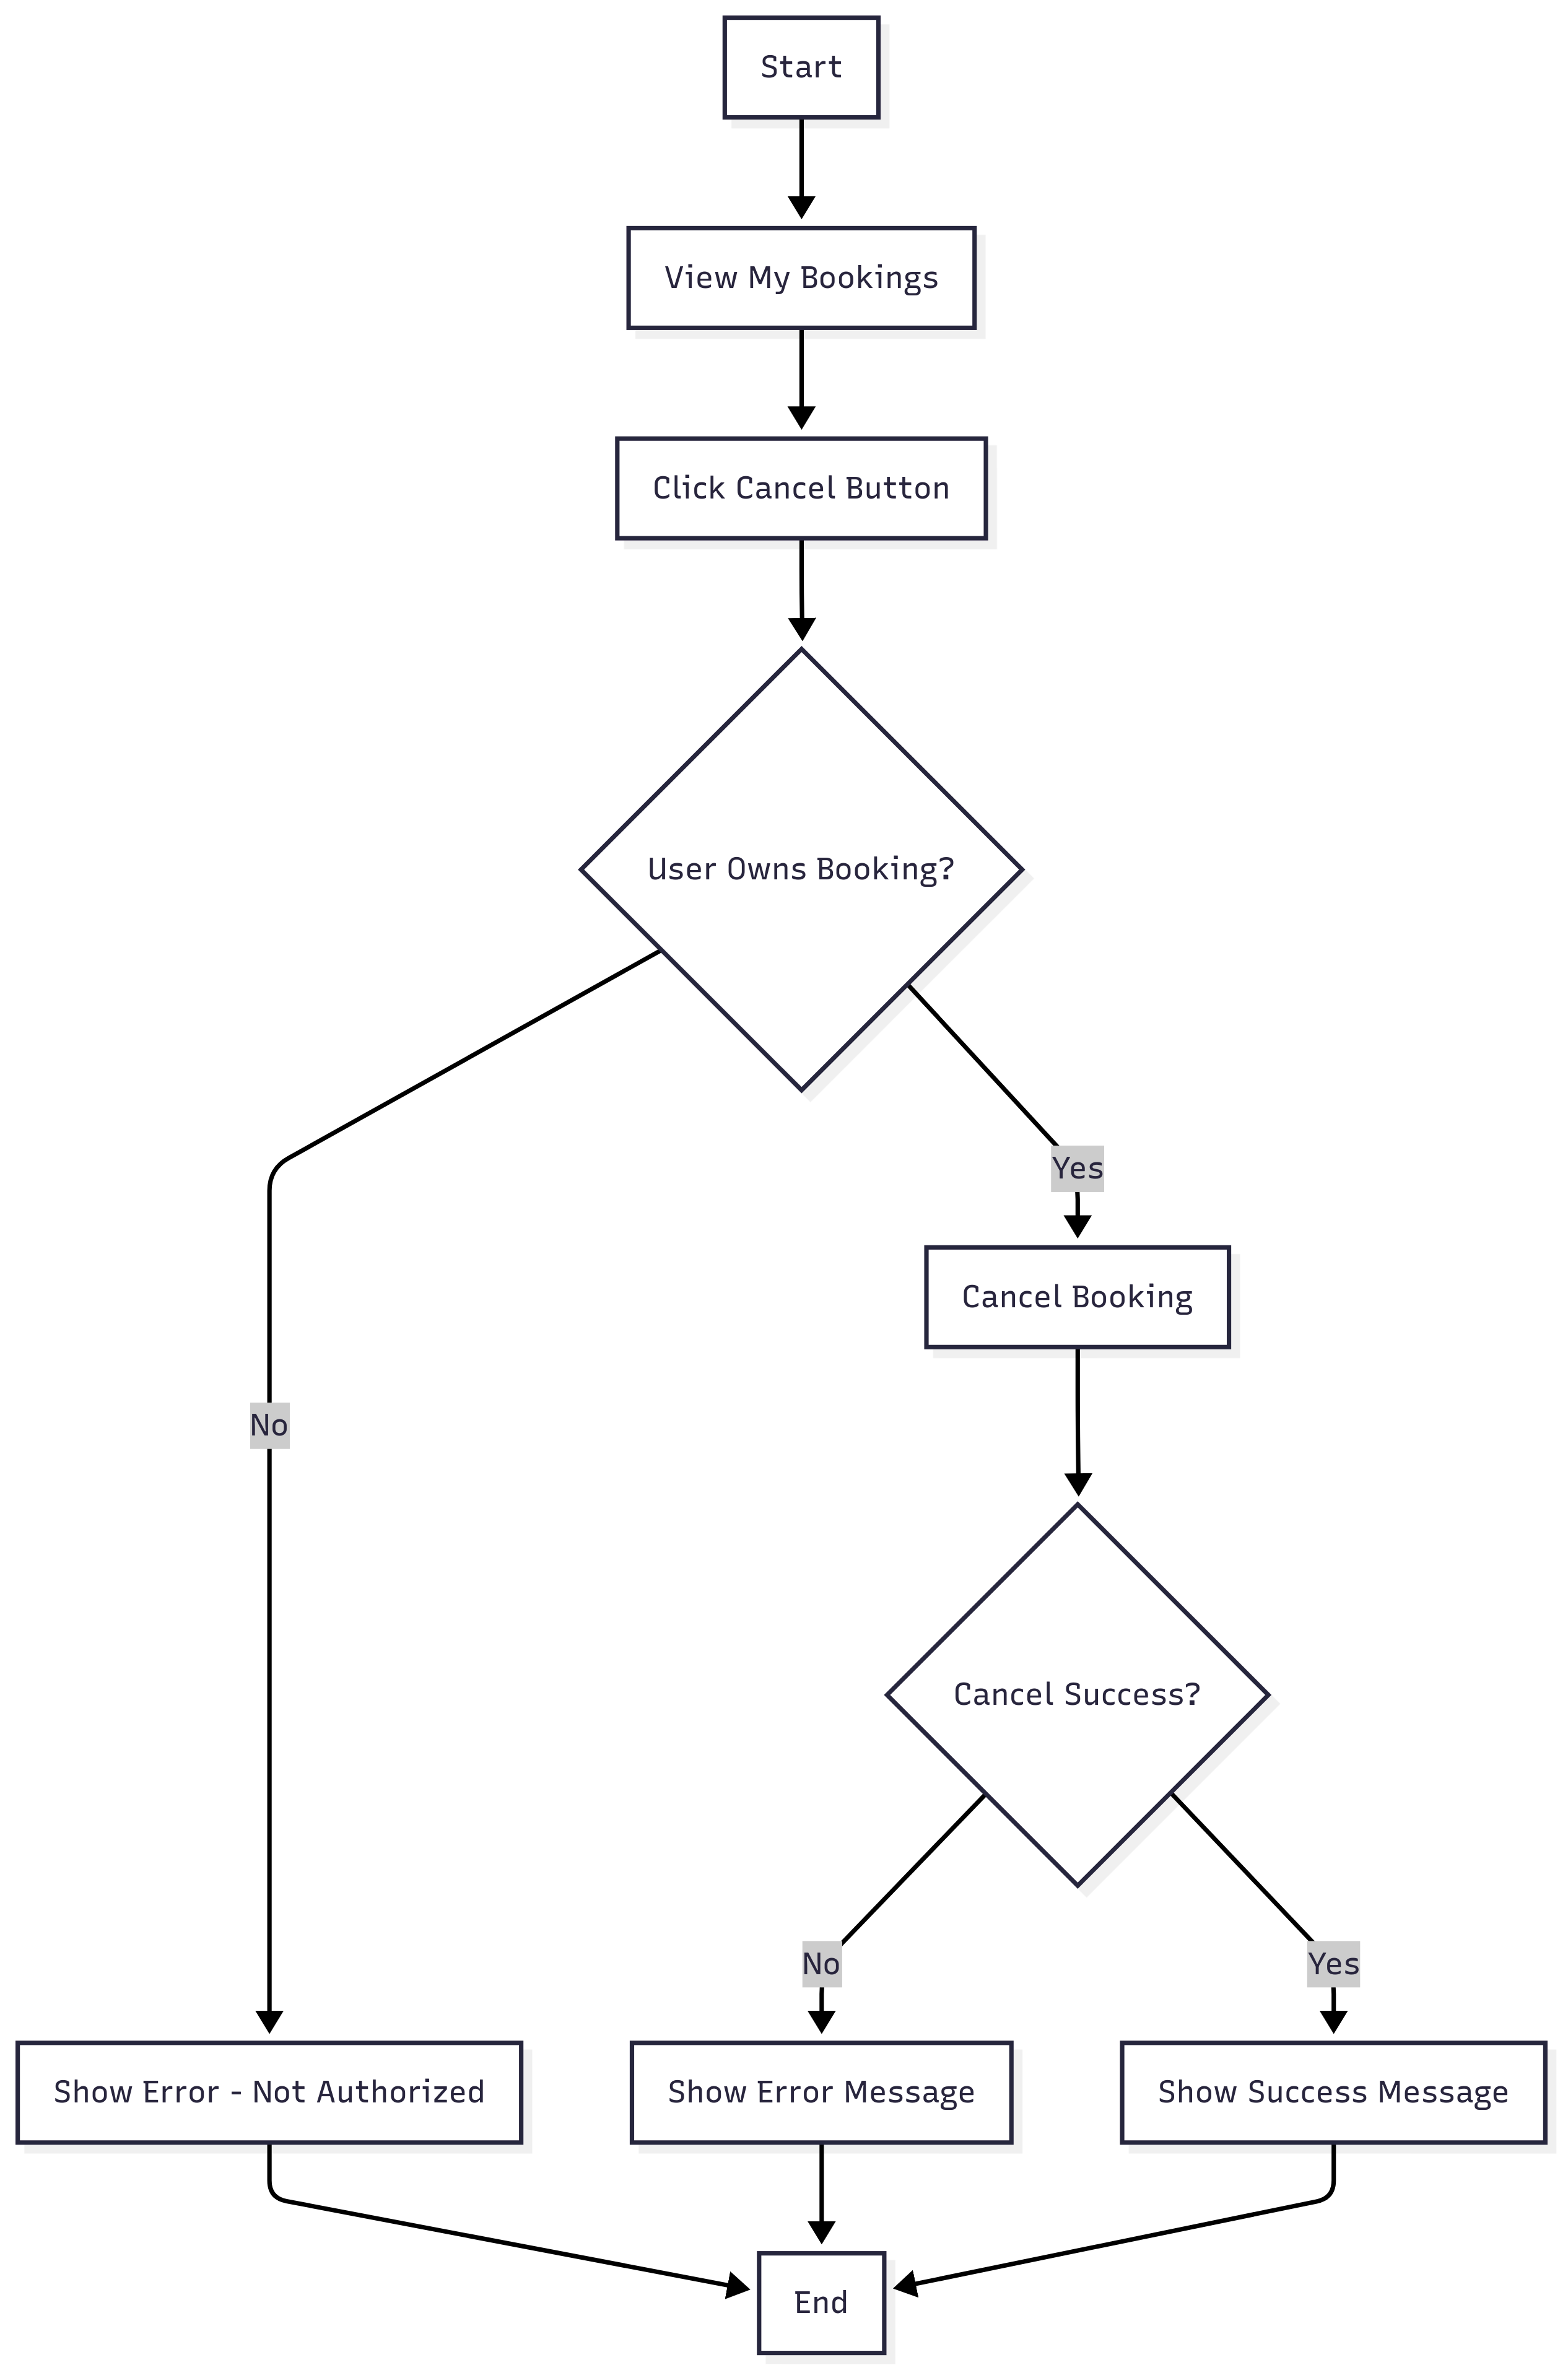 Start
View My Bookings
Click Cancel Button
User Owns Booking?
Yes
Cancel Booking
No
Cancel Success?
No
Yes
Show Error - Not Authorized
Show Error Message
Show Success Message
End